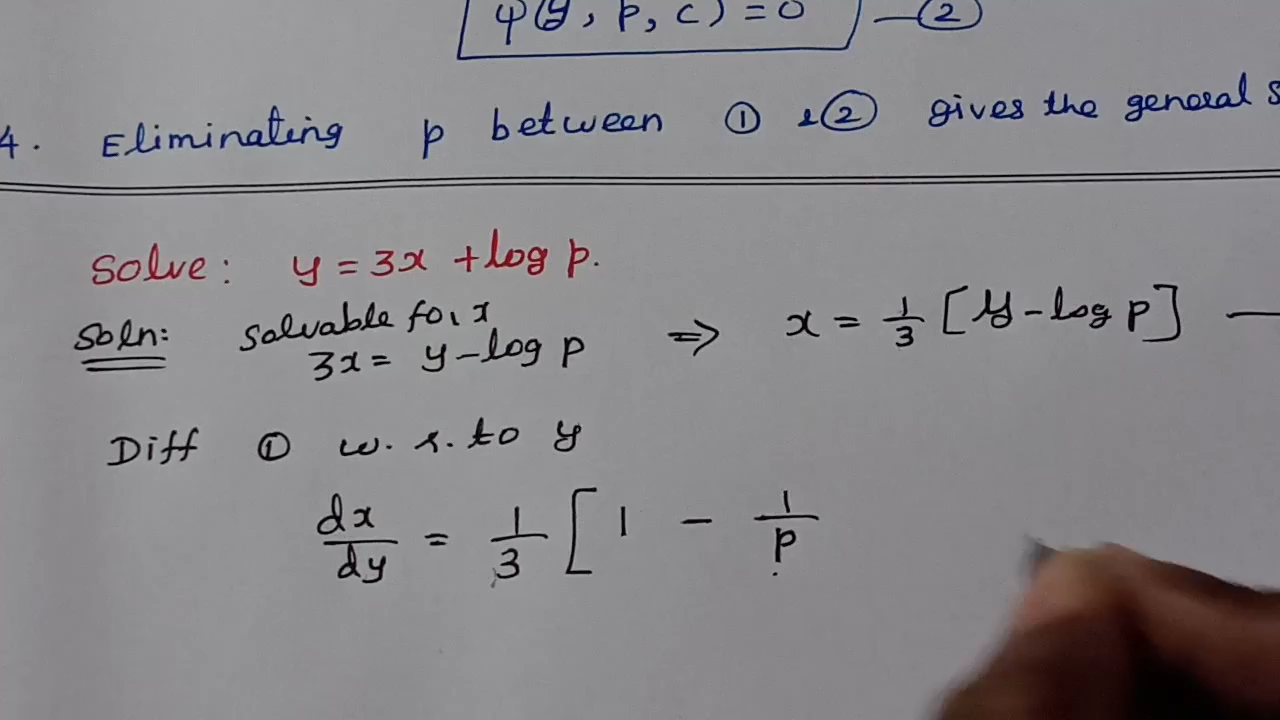 ψ(y, p, c) = 0 — ②
4. Eliminating p between ① & ② gives the general
Solve: y = 3x + log p.
Soln: Solvable for x
3x = y - log p ⇒ x = 1/3 [y - log p] —
Diff ① w.r.to y
dx/dy = 1/3 [ 1 - 1/p